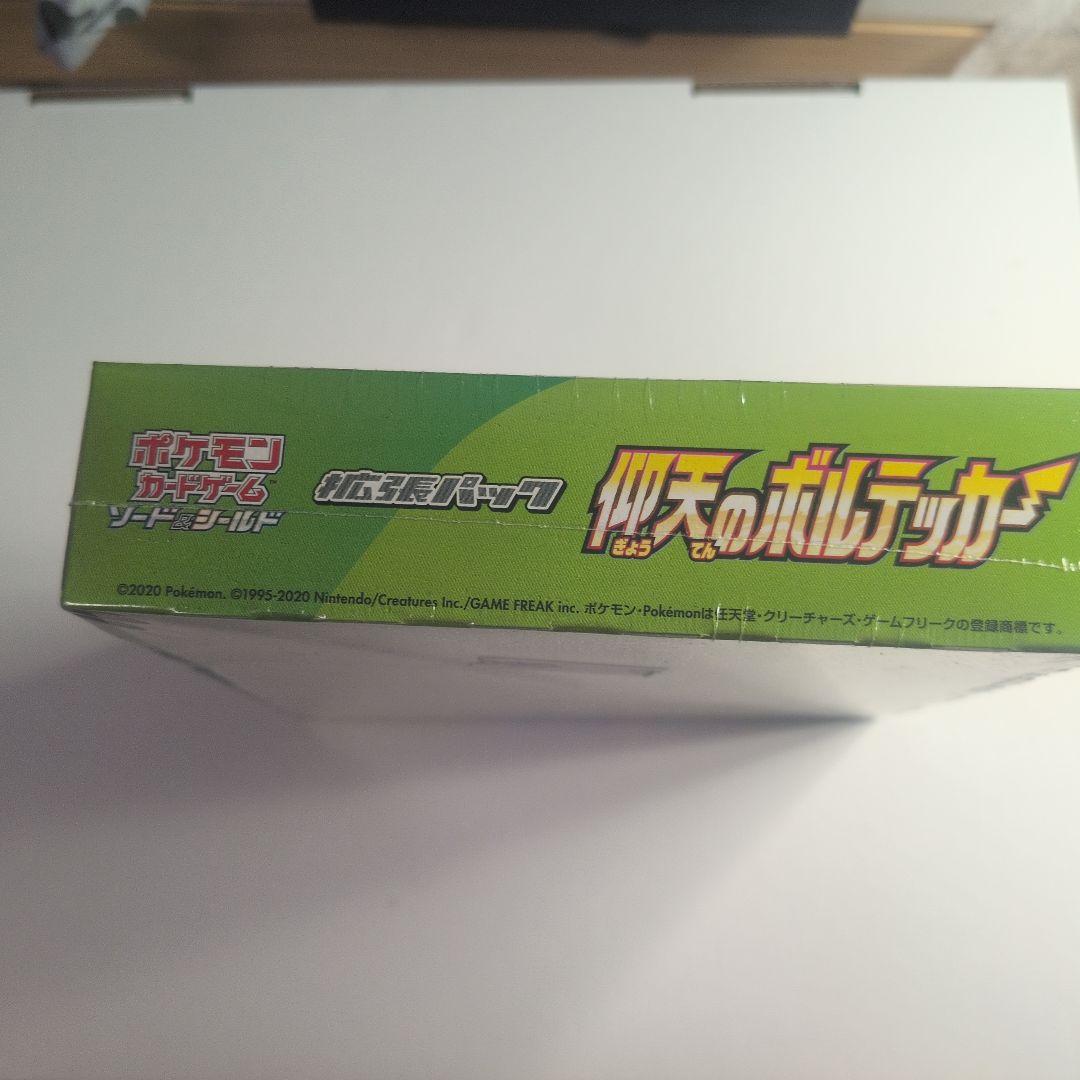 ポケモン
カードゲーム™
ソード&シールド
拡張パック
仰天のボルテッカー
ぎょう てん
©2020 Pokémon. ©1995-2020 Nintendo/Creatures Inc./GAME FREAK inc. ポケモン・Pokémonは任天堂・クリーチャーズ・ゲームフリークの登録商標です。